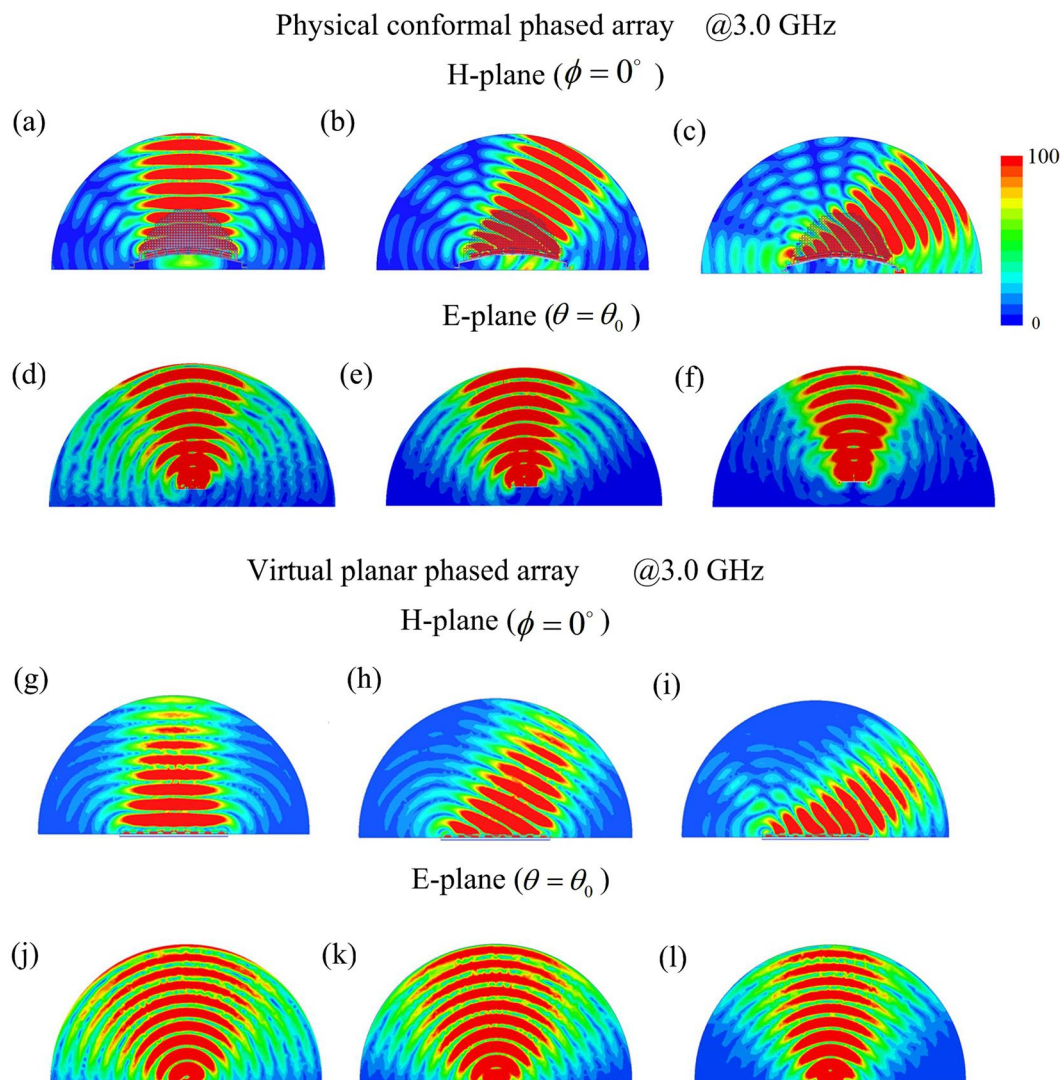 Physical conformal phased array @3.0 GHz
H-plane (ϕ = 0°)
(a) (b) (c)
100
0
E-plane (θ = θ₀)
(d) (e) (f)
Virtual planar phased array @3.0 GHz
H-plane (ϕ = 0°)
(g) (h) (i)
E-plane (θ = θ₀)
(j) (k) (l)